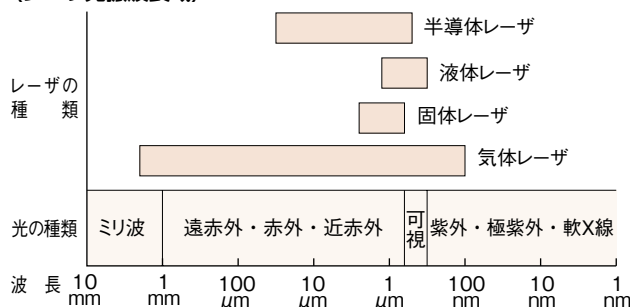 半導体レーザ
液体レーザ
レーザの
種 類
固体レーザ
気体レーザ
光の種類 ミリ波 遠赤外・赤外・近赤外 可視 紫外・極紫外・軟X線
波 長 10 mm 1 mm 100 μm 10 μm 1 μm 100 nm 10 nm 1 nm